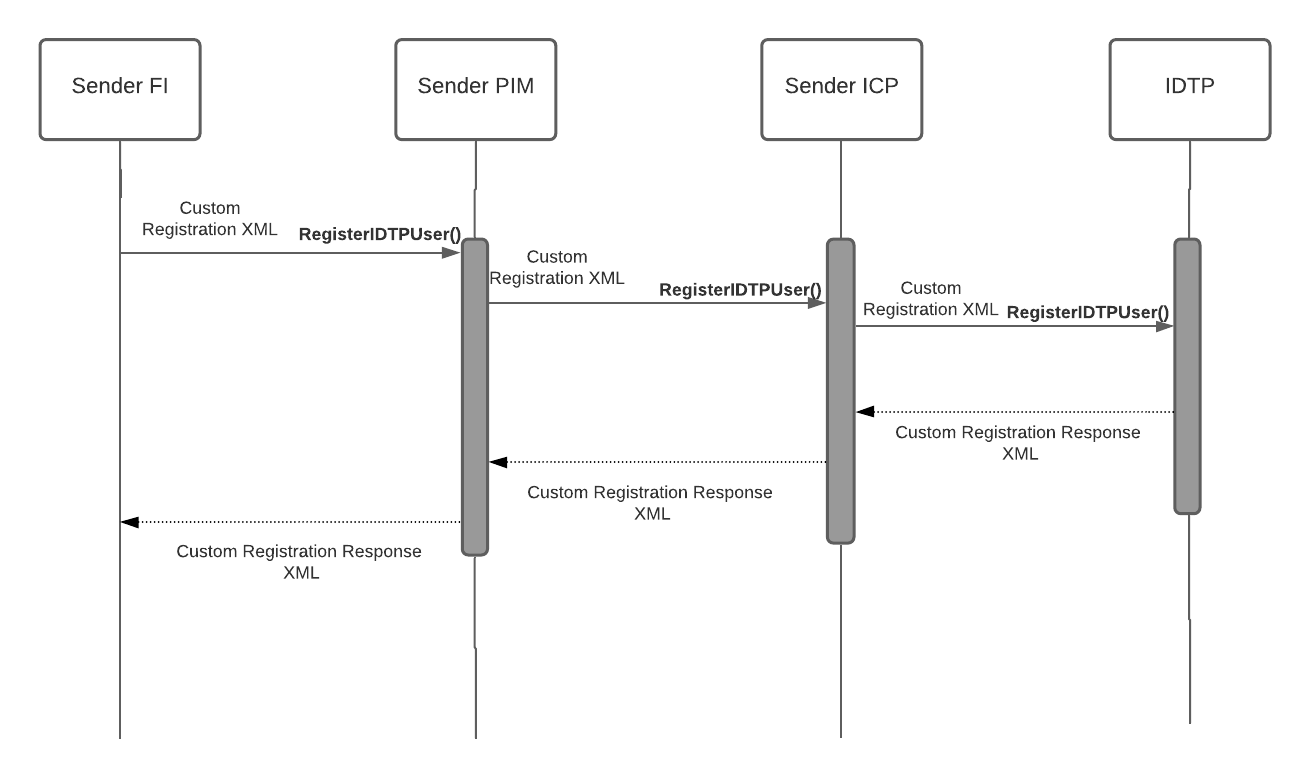 Sender FI
Sender PIM
Sender ICP
IDTP
Custom
Registration XML
RegisterIDTPUser()
Custom
Registration XML
RegisterIDTPUser()
Custom
Registration XML
RegisterIDTPUser()
Custom Registration Response
XML
Custom Registration Response
XML
Custom Registration Response
XML